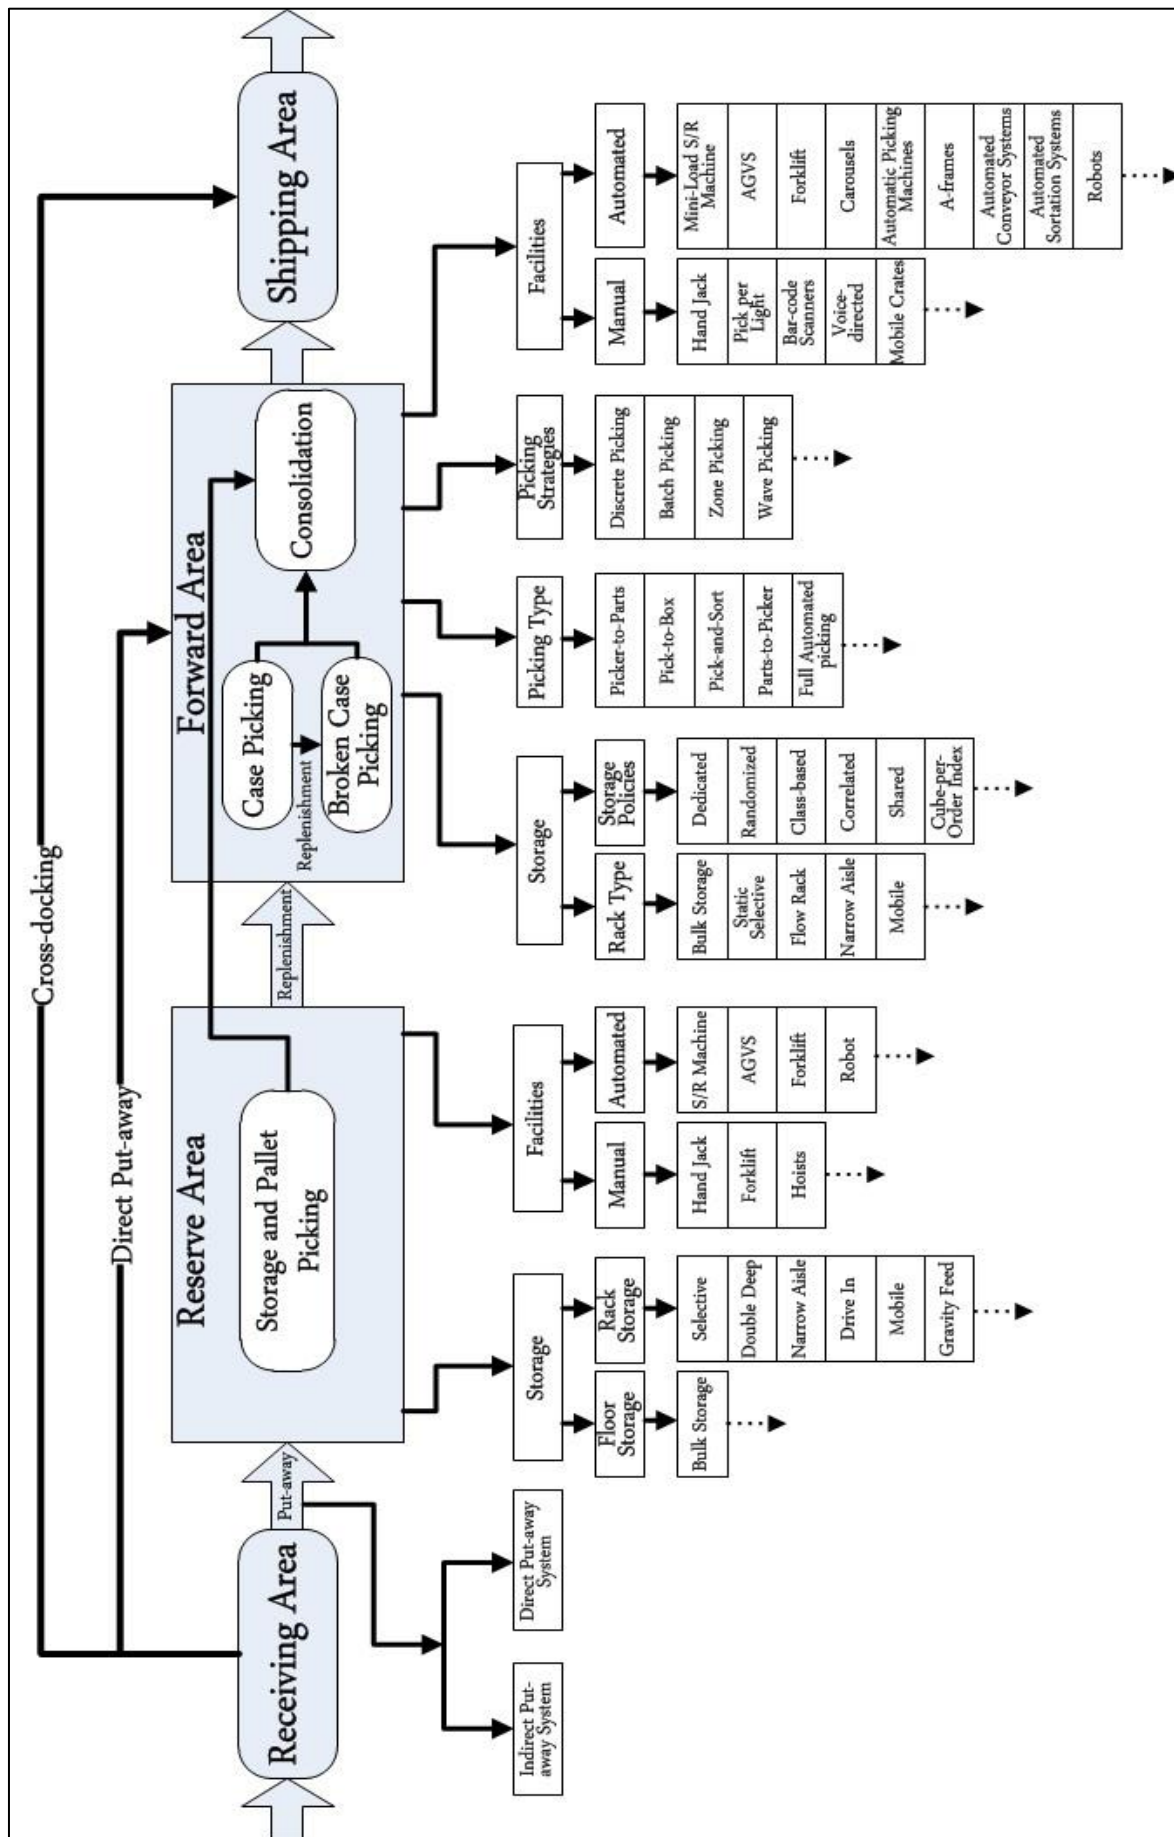 Cross-docking
Direct Put-away
Receiving Area
Put-away
Indirect Put-
away System
Direct Put-away
System
Reserve Area
Storage and Pallet
Picking
Storage
Floor
Storage
Bulk Storage
Rack
Storage
Selective
Double Deep
Narrow Aisle
Drive In
Mobile
Gravity Feed
Facilities
Manual
Hand Jack
Forklift
Hoists
Automated
S/R Machine
AGVS
Forklift
Robot
Replenishment
Forward Area
Case Picking
Replenishment
Broken Case
Picking
Consolidation
Storage
Rack Type
Bulk Storage
Static
Selective
Flow Rack
Narrow Aisle
Mobile
Storage
Policies
Dedicated
Randomized
Class-based
Correlated
Shared
Cube-per-
Order Index
Picking Type
Picker-to-Parts
Pick-to-Box
Pick-and-Sort
Parts-to-Picker
Full Automated
picking
Picking
Strategies
Discrete Picking
Batch Picking
Zone Picking
Wave Picking
Facilities
Manual
Hand Jack
Pick per
Light
Bar-code
Scanners
Voice-
directed
Mobile Crates
Automated
Mini-Load S/R
Machine
AGVS
Forklift
Carousels
Automatic Picking
Machines
A-frames
Automated
Conveyor Systems
Automated
Sortation Systems
Robots
Shipping Area